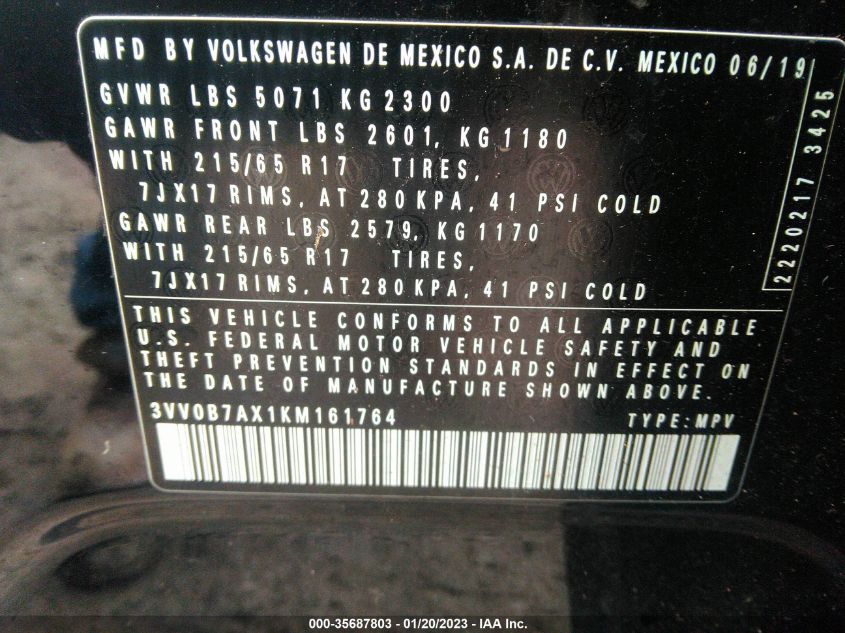 MFD BY VOLKSWAGEN DE MEXICO S.A. DE C.V. MEXICO 06/19
GVWR LBS 5071 KG 2300
GAWR FRONT LBS 2601, KG 1180
WITH 215/65 R17 TIRES,
7JX17 RIMS, AT 280 KPA, 41 PSI COLD
GAWR REAR LBS 2579, KG 1170
WITH 215/65 R17 TIRES,
7JX17 RIMS, AT 280 KPA, 41 PSI COLD
2220217 3425
THIS VEHICLE CONFORMS TO ALL APPLICABLE
U.S. FEDERAL MOTOR VEHICLE SAFETY AND
THEFT PREVENTION STANDARDS IN EFFECT ON
THE DATE OF MANUFACTURE SHOWN ABOVE.
3VV0B7AX1KM161764 TYPE: MPV
000-35687803 - 01/20/2023 - IAA Inc.